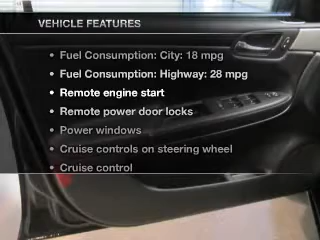 VEHICLE FEATURES
• Fuel Consumption: City: 18 mpg
• Fuel Consumption: Highway: 28 mpg
• Remote engine start
• Remote power door locks
• Power windows
• Cruise controls on steering wheel
• Cruise control